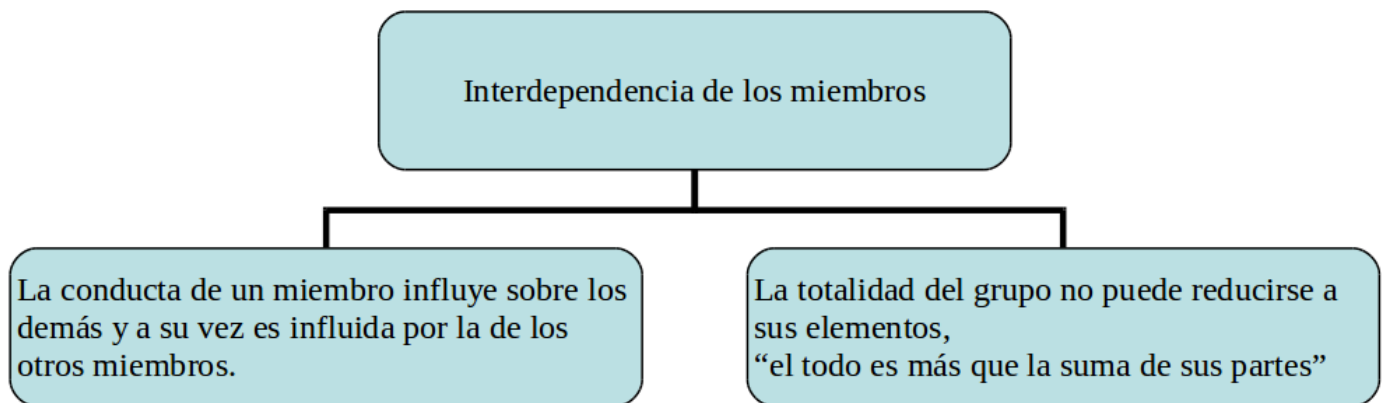 Interdependencia de los miembros
La conducta de un miembro influye sobre los
demás y a su vez es influida por la de los
otros miembros.
La totalidad del grupo no puede reducirse a
sus elementos,
“el todo es más que la suma de sus partes”